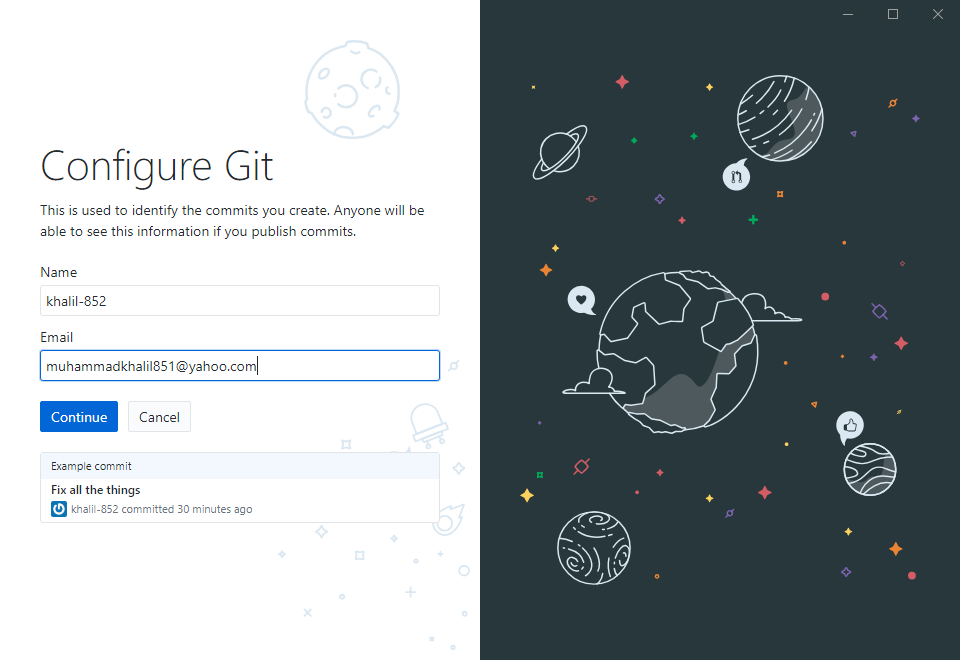 Configure Git
This is used to identify the commits you create. Anyone will be
able to see this information if you publish commits.
Name
khalil-852
Email
muhammadkhalil851@yahoo.com
Continue
Cancel
Example commit
Fix all the things
khalil-852 committed 30 minutes ago